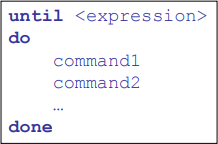 until <expression>
do
command1
command2
…
done